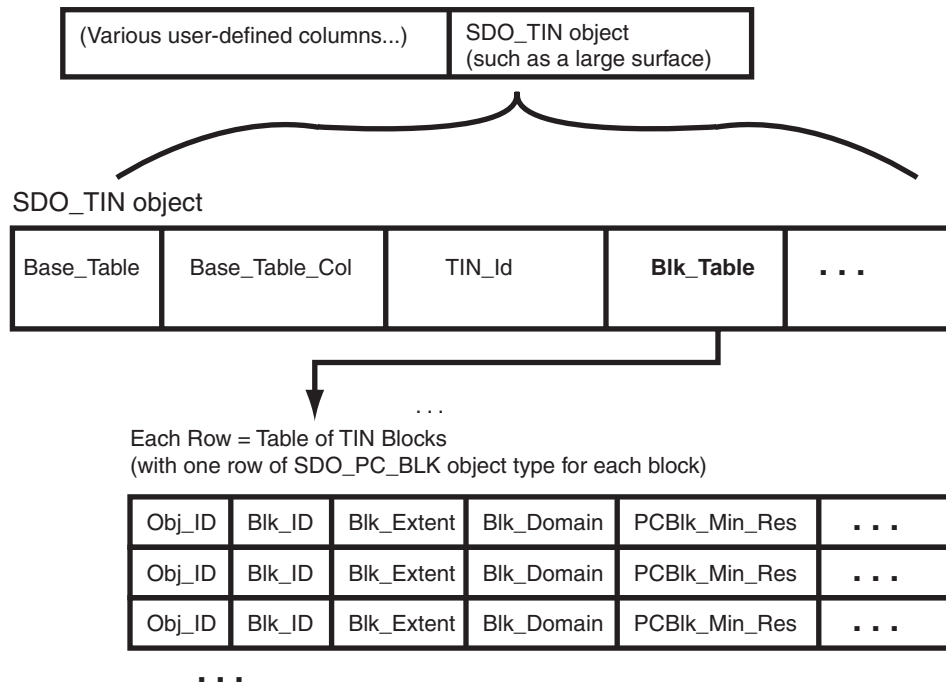 (Various user-defined columns...) SDO_TIN object
(such as a large surface)
SDO_TIN object
Base_Table Base_Table_Col TIN_Id Blk_Table . . .
. . .
Each Row = Table of TIN Blocks
(with one row of SDO_PC_BLK object type for each block)
Obj_ID Blk_ID Blk_Extent Blk_Domain PCBlk_Min_Res . . .
Obj_ID Blk_ID Blk_Extent Blk_Domain PCBlk_Min_Res . . .
Obj_ID Blk_ID Blk_Extent Blk_Domain PCBlk_Min_Res . . .
. . .